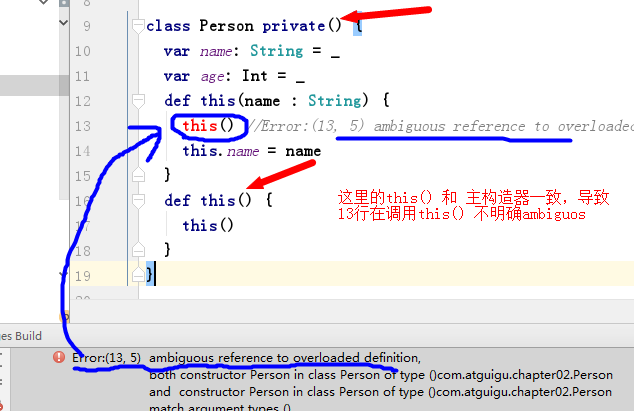 8
9 class Person private() {
10 var name: String = _
11 var age: Int = _
12 def this(name : String) {
13 this() //Error:(13, 5) ambiguous reference to overloaded
14 this.name = name
15 }
16 def this() {
17 this()
18 }
19 }
这里的this() 和 主构造器一致，导致
13行在调用this() 不明确ambiguos
es Build
Error:(13, 5) ambiguous reference to overloaded definition,
both constructor Person in class Person of type ()com.atguigu.chapter02.Person
and constructor Person in class Person of type ()com.atguigu.chapter02.Person
match argument types ()